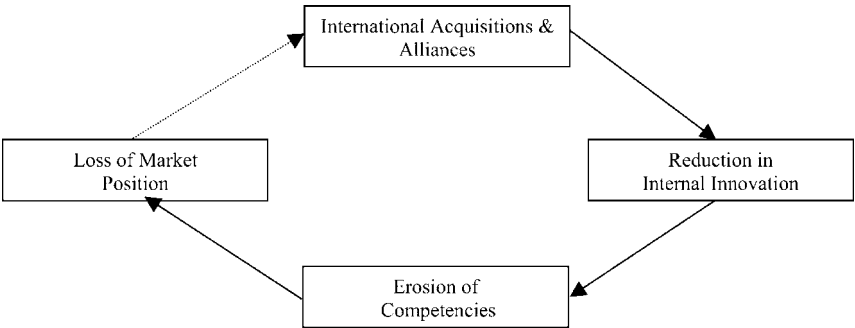 International Acquisitions &
Alliances
Loss of Market
Position
Reduction in
Internal Innovation
Erosion of
Competencies